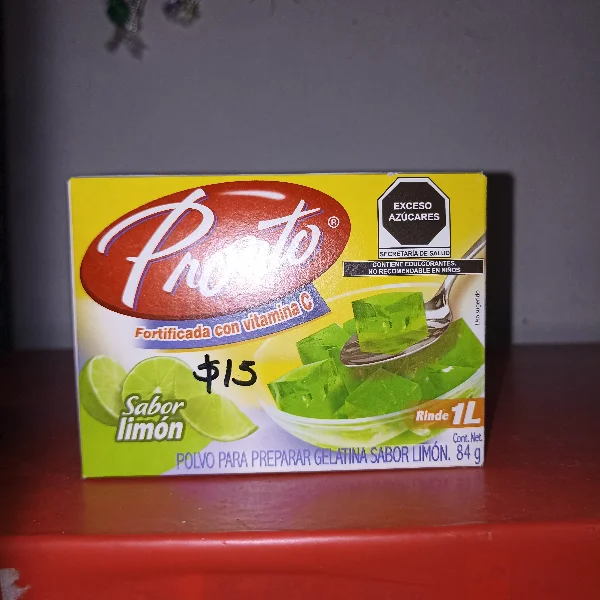 Pronto®
Fortificada con vitamina C
EXCESO
AZÚCARES
SECRETARÍA DE SALUD
CONTIENE EDULCORANTES,
NO RECOMENDABLE EN NIÑOS
$15
Sabor
limón
Rinde 1L
Cont. Net.
84 g
POLVO PARA PREPARAR GELATINA SABOR LIMÓN.